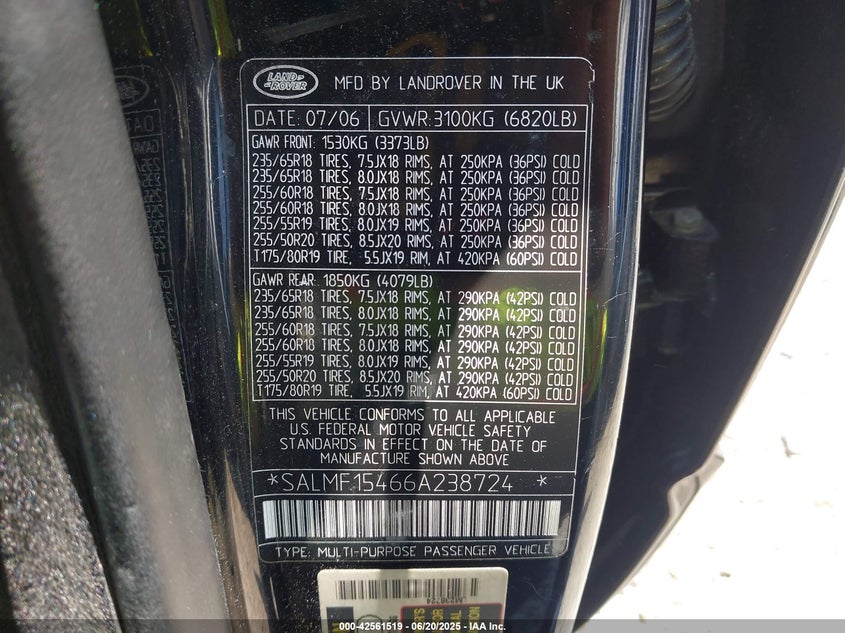 LAND-
-ROVER
MFD BY LANDROVER IN THE UK
DATE: 07/06 GVWR:3100KG (6820LB)
GAWR FRONT: 1530KG (3373LB)
235/65R18 TIRES, 7.5JX18 RIMS, AT 250KPA (36PSI) COLD
235/65R18 TIRES, 8.0JX18 RIMS, AT 250KPA (36PSI) COLD
255/60R18 TIRES, 7.5JX18 RIMS, AT 250KPA (36PSI) COLD
255/60R18 TIRES, 8.0JX18 RIMS, AT 250KPA (36PSI) COLD
255/55R19 TIRES, 8.0JX19 RIMS, AT 250KPA (36PSI) COLD
255/50R20 TIRES, 8.5JX20 RIMS, AT 250KPA (36PSI) COLD
T175/80R19 TIRE, 5.5JX19 RIM, AT 420KPA (60PSI) COLD
GAWR REAR: 1850KG (4079LB)
235/65R18 TIRES, 7.5JX18 RIMS, AT 290KPA (42PSI) COLD
235/65R18 TIRES, 8.0JX18 RIMS, AT 290KPA (42PSI) COLD
255/60R18 TIRES, 7.5JX18 RIMS, AT 290KPA (42PSI) COLD
255/60R18 TIRES, 8.0JX18 RIMS, AT 290KPA (42PSI) COLD
255/55R19 TIRES, 8.0JX19 RIMS, AT 290KPA (42PSI) COLD
255/50R20 TIRES, 8.5JX20 RIMS, AT 290KPA (42PSI) COLD
T175/80R19 TIRE, 5.5JX19 RIM, AT 420KPA (60PSI) COLD
THIS VEHICLE CONFORMS TO ALL APPLICABLE
U.S. FEDERAL MOTOR VEHICLE SAFETY
STANDARDS IN EFFECT ON THE DATE OF
MANUFACTURE SHOWN ABOVE
*SALMF15466A238724 *
TYPE: MULTI-PURPOSE PASSENGER VEHICLE
000-42561519 - 06/20/2025 - IAA Inc.